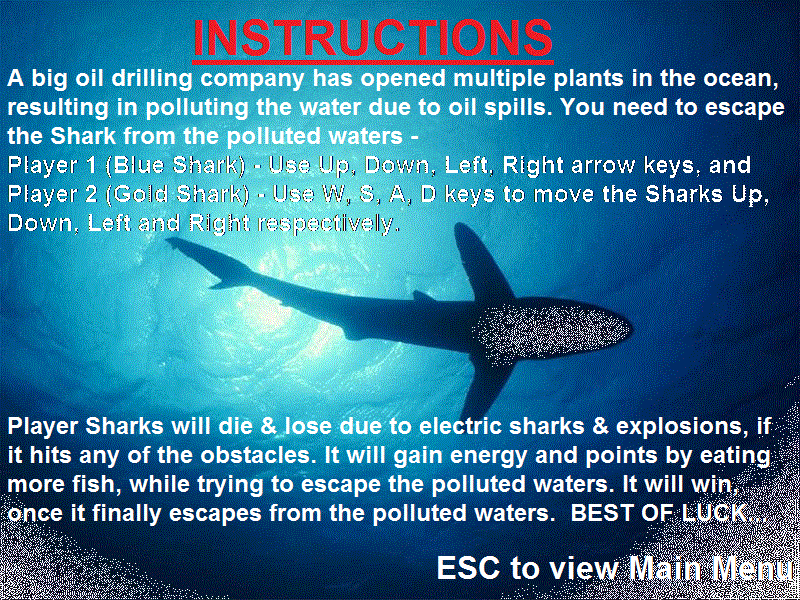 INSTRUCTIONS
A big oil drilling company has opened multiple plants in the ocean,
resulting in polluting the water due to oil spills. You need to escape
the Shark from the polluted waters -
Player 1 (Blue Shark) - Use Up, Down, Left, Right arrow keys, and
Player 2 (Gold Shark) - Use W, S, A, D keys to move the Sharks Up,
Down, Left and Right respectively.
Player Sharks will die & lose due to electric sharks & explosions, if
it hits any of the obstacles. It will gain energy and points by eating
more fish, while trying to escape the polluted waters. It will win,
once it finally escapes from the polluted waters.  BEST OF LUCK...
ESC to view Main Menu